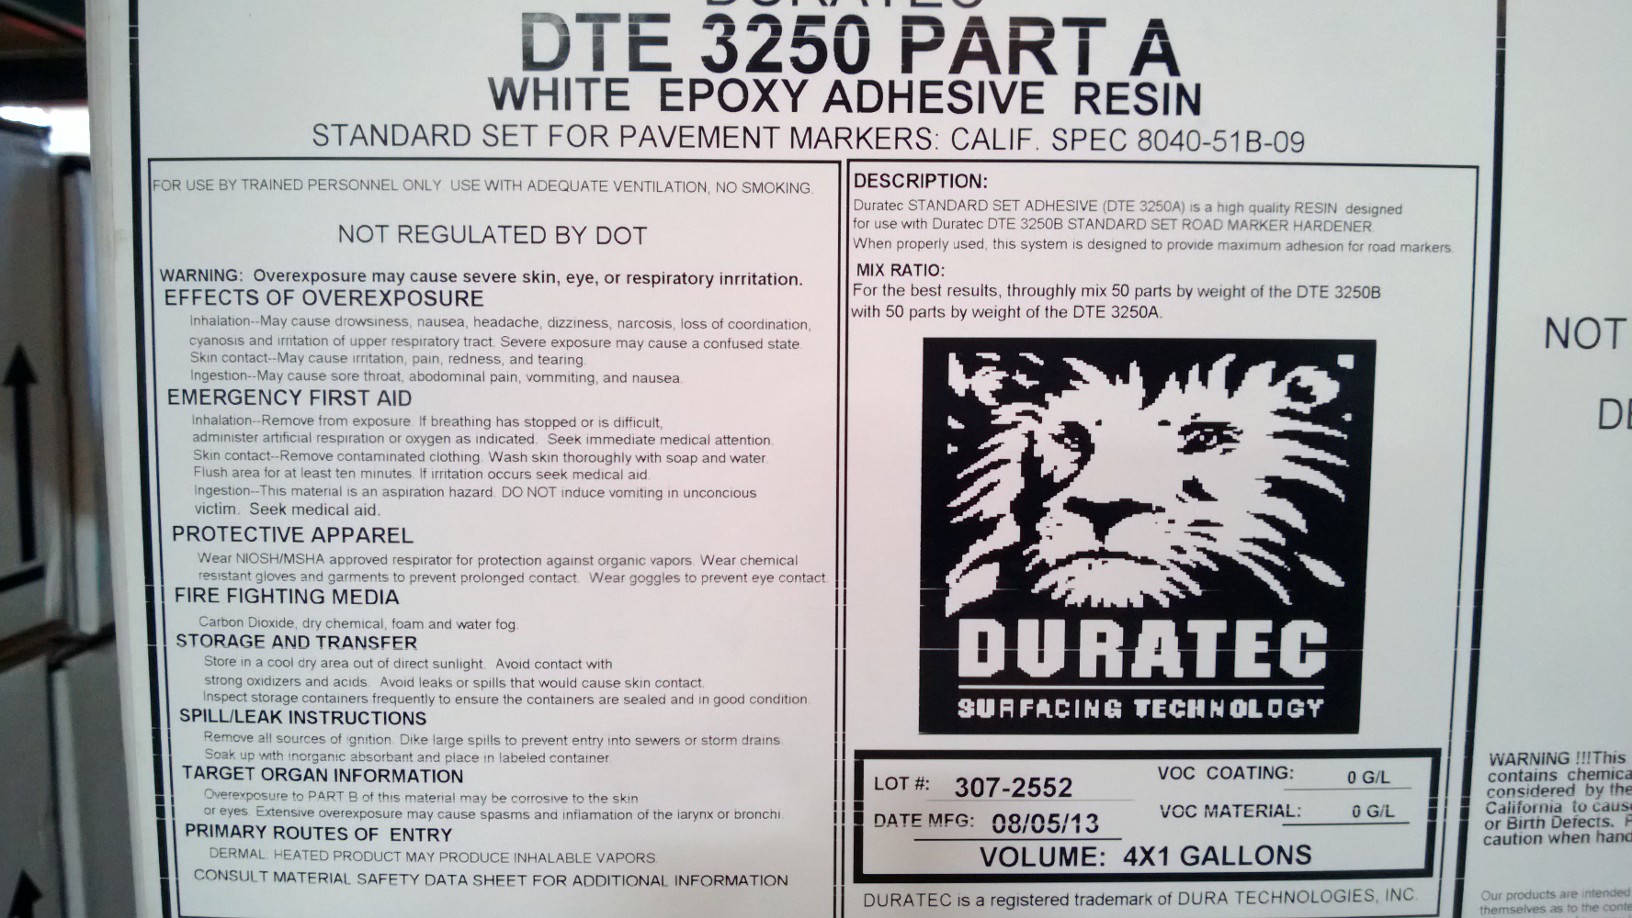 DURATEC
DTE 3250 PART A
WHITE EPOXY ADHESIVE RESIN
STANDARD SET FOR PAVEMENT MARKERS: CALIF. SPEC 8040-51B-09
FOR USE BY TRAINED PERSONNEL ONLY USE WITH ADEQUATE VENTILATION, NO SMOKING.
NOT REGULATED BY DOT
WARNING: Overexposure may cause severe skin, eye, or respiratory inrritation.
EFFECTS OF OVEREXPOSURE
Inhalation--May cause drowsiness, nausea, headache, dizziness, narcosis, loss of coordination,
cyanosis and irritation of upper respiratory tract. Severe exposure may cause a confused state.
Skin contact--May cause irritation, pain, redness, and tearing.
Ingestion--May cause sore throat, abodominal pain, vommiting, and nausea.
EMERGENCY FIRST AID
Inhalation--Remove from exposure. If breathing has stopped or is difficult,
administer artificial respiration or oxygen as indicated. Seek immediate medical attention.
Skin contact--Remove contaminated clothing. Wash skin thoroughly with soap and water.
Flush area for at least ten minutes. If irritation occurs seek medical aid.
Ingestion--This material is an aspiration hazard. DO NOT induce vomiting in unconcious
victim. Seek medical aid.
PROTECTIVE APPAREL
Wear NIOSH/MSHA approved respirator for protection against organic vapors. Wear chemical
resistant gloves and garments to prevent prolonged contact. Wear goggles to prevent eye contact.
FIRE FIGHTING MEDIA
Carbon Dioxide, dry chemical, foam and water fog.
STORAGE AND TRANSFER
Store in a cool dry area out of direct sunlight. Avoid contact with
strong oxidizers and acids. Avoid leaks or spills that would cause skin contact.
Inspect storage containers frequently to ensure the containers are sealed and in good condition.
SPILL/LEAK INSTRUCTIONS
Remove all sources of ignition. Dike large spills to prevent entry into sewers or storm drains.
Soak up with inorganic absorbant and place in labeled container.
TARGET ORGAN INFORMATION
Overexposure to PART B of this material may be corrosive to the skin
or eyes. Extensive overexposure may cause spasms and inflamation of the larynx or bronchi.
PRIMARY ROUTES OF ENTRY
DERMAL. HEATED PRODUCT MAY PRODUCE INHALABLE VAPORS.
CONSULT MATERIAL SAFETY DATA SHEET FOR ADDITIONAL INFORMATION
DESCRIPTION:
Duratec STANDARD SET ADHESIVE (DTE 3250A) is a high quality RESIN designed
for use with Duratec DTE 3250B STANDARD SET ROAD MARKER HARDENER.
When properly used, this system is designed to provide maximum adhesion for road markers.
MIX RATIO:
For the best results, throughly mix 50 parts by weight of the DTE 3250B
with 50 parts by weight of the DTE 3250A.
DURATEC
SURFACING TECHNOLOGY
LOT #: 307-2552 VOC COATING: 0 G/L
DATE MFG: 08/05/13 VOC MATERIAL: 0 G/L
VOLUME: 4X1 GALLONS
DURATEC is a registered trademark of DURA TECHNOLOGIES, INC.
NOT
WARNING !!!This
contains chemica
considered by the
California to cause
or Birth Defects.
caution when hand
Our products are intended
themselves as to the conte